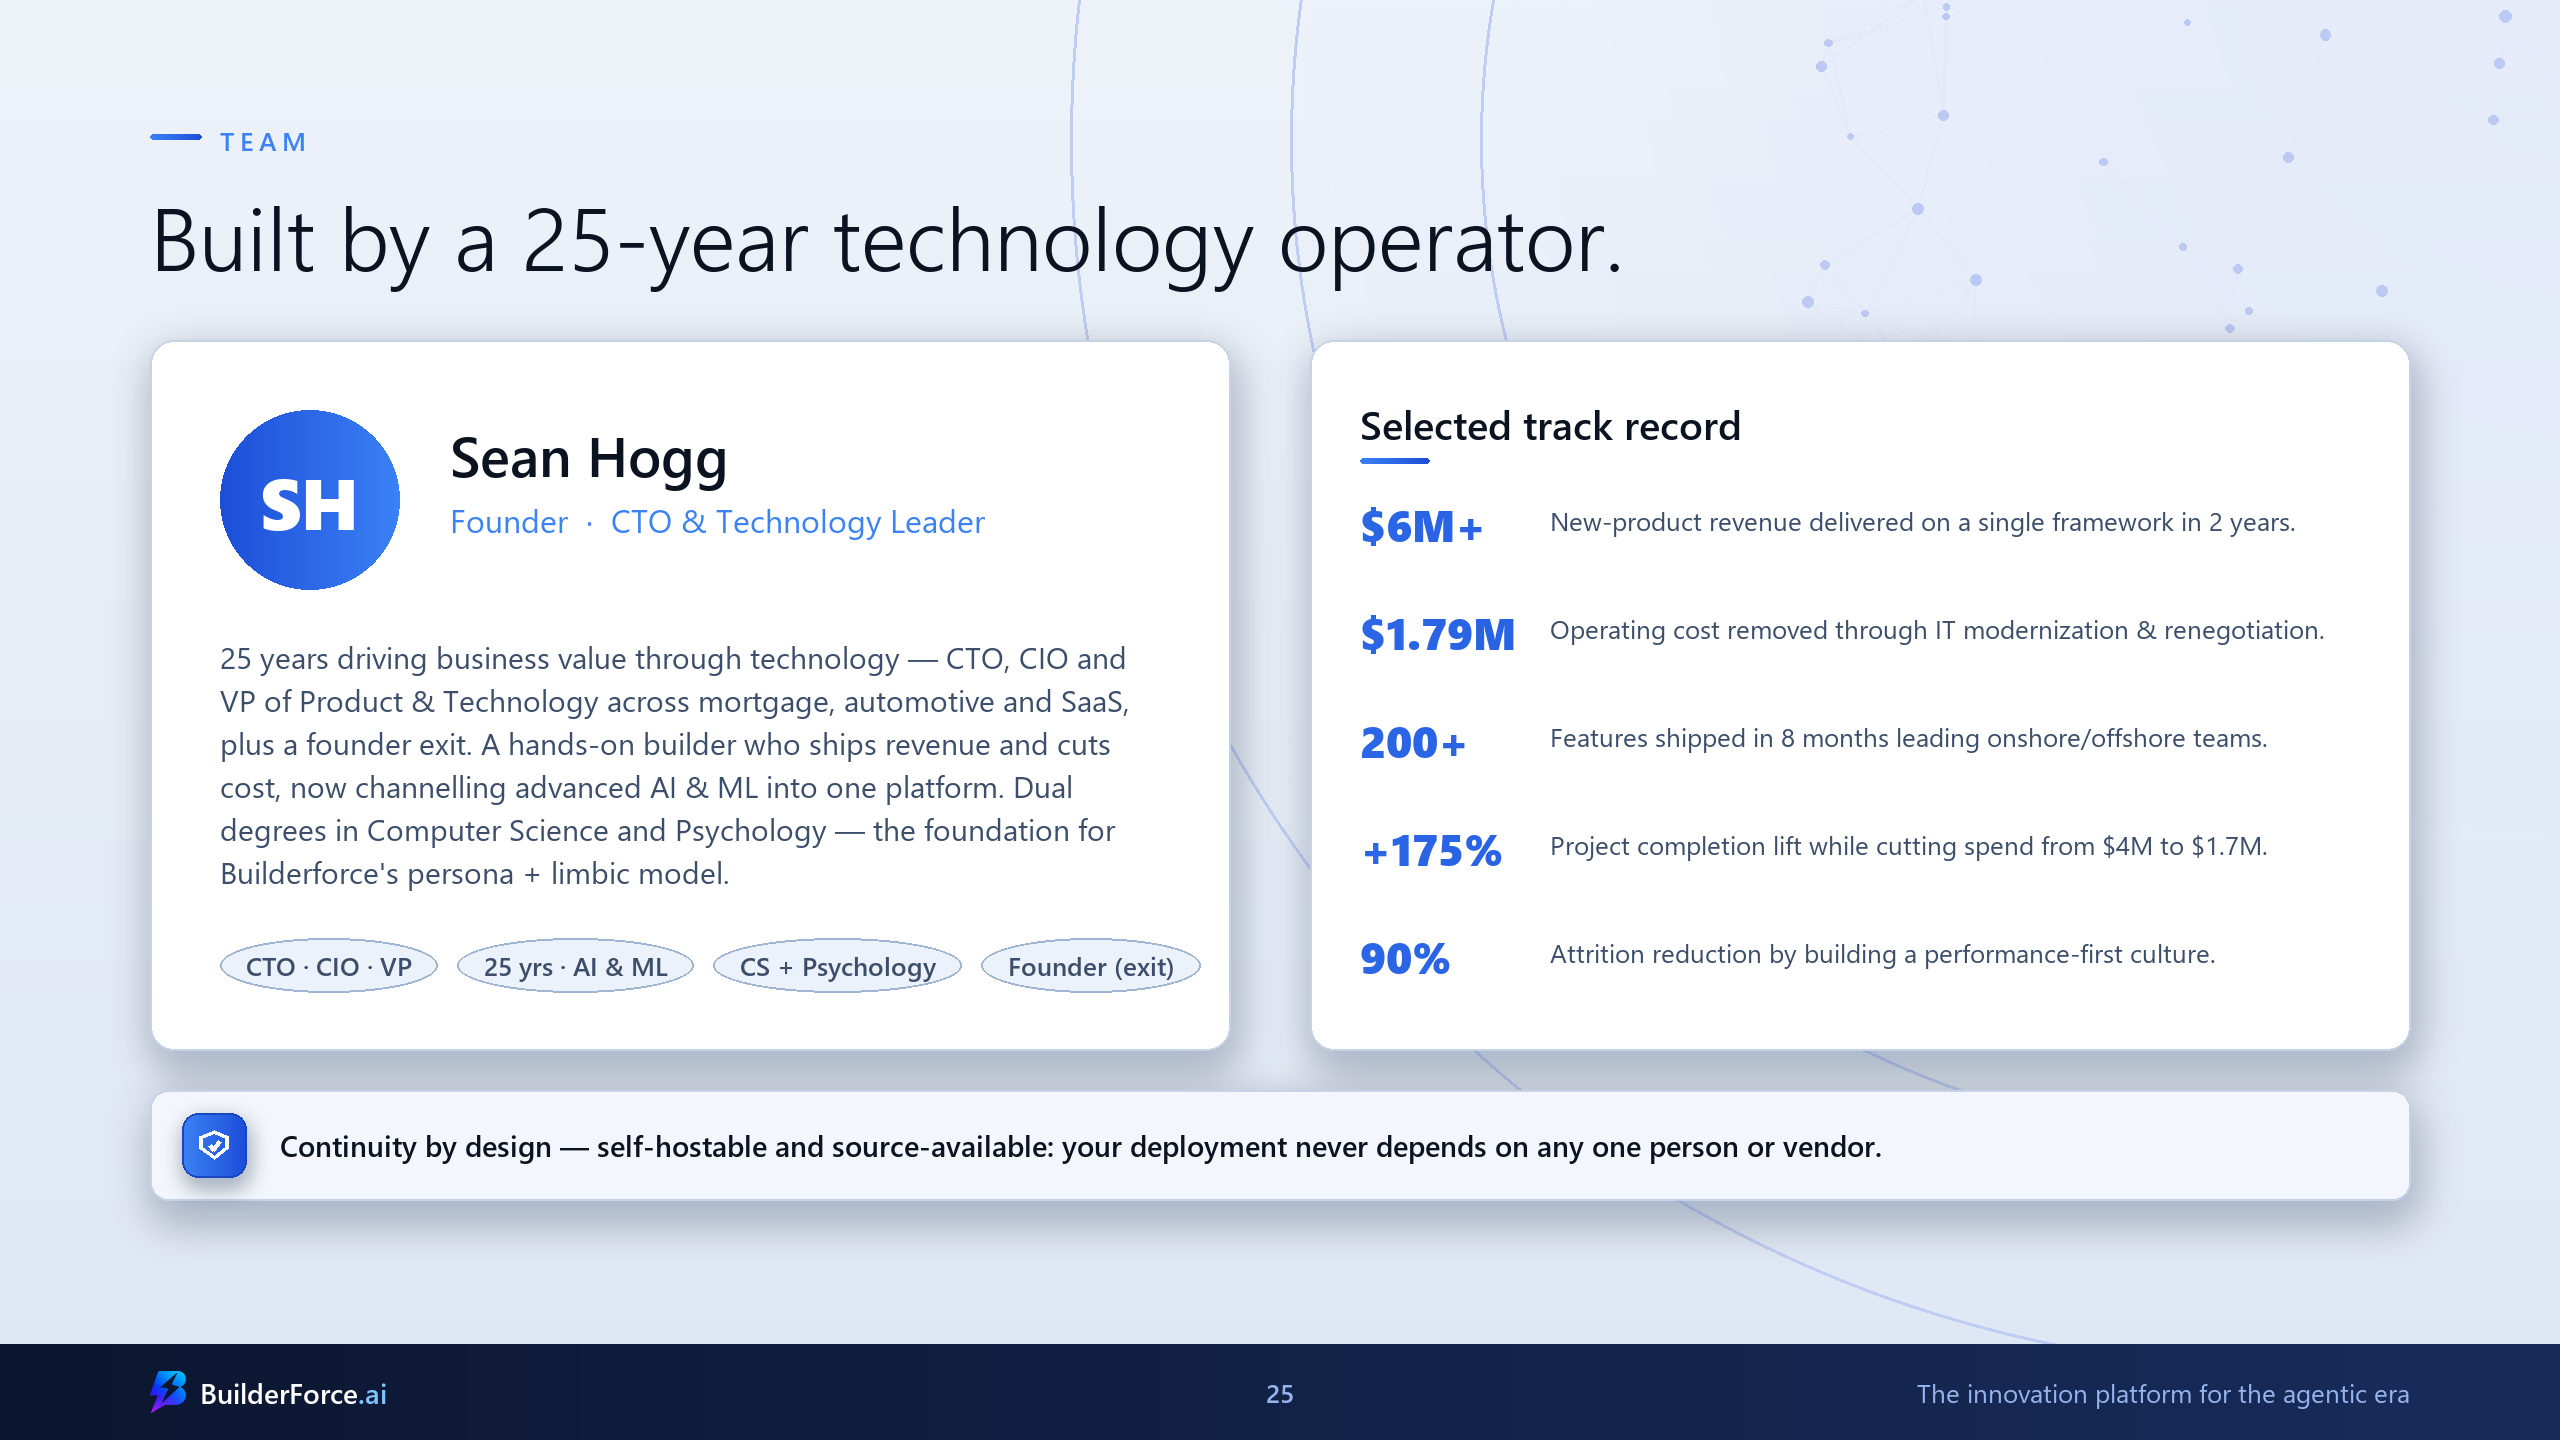 TEAM
Built by a 25-year technology operator.
SH
Sean Hogg
Founder · CTO & Technology Leader
25 years driving business value through technology — CTO, CIO and
VP of Product & Technology across mortgage, automotive and SaaS,
plus a founder exit. A hands-on builder who ships revenue and cuts
cost, now channelling advanced AI & ML into one platform. Dual
degrees in Computer Science and Psychology — the foundation for
Builderforce's persona + limbic model.
CTO · CIO · VP
25 yrs · AI & ML
CS + Psychology
Founder (exit)
Selected track record
$6M+ New-product revenue delivered on a single framework in 2 years.
$1.79M Operating cost removed through IT modernization & renegotiation.
200+ Features shipped in 8 months leading onshore/offshore teams.
+175% Project completion lift while cutting spend from $4M to $1.7M.
90% Attrition reduction by building a performance-first culture.
Continuity by design — self-hostable and source-available: your deployment never depends on any one person or vendor.
BuilderForce.ai
25
The innovation platform for the agentic era